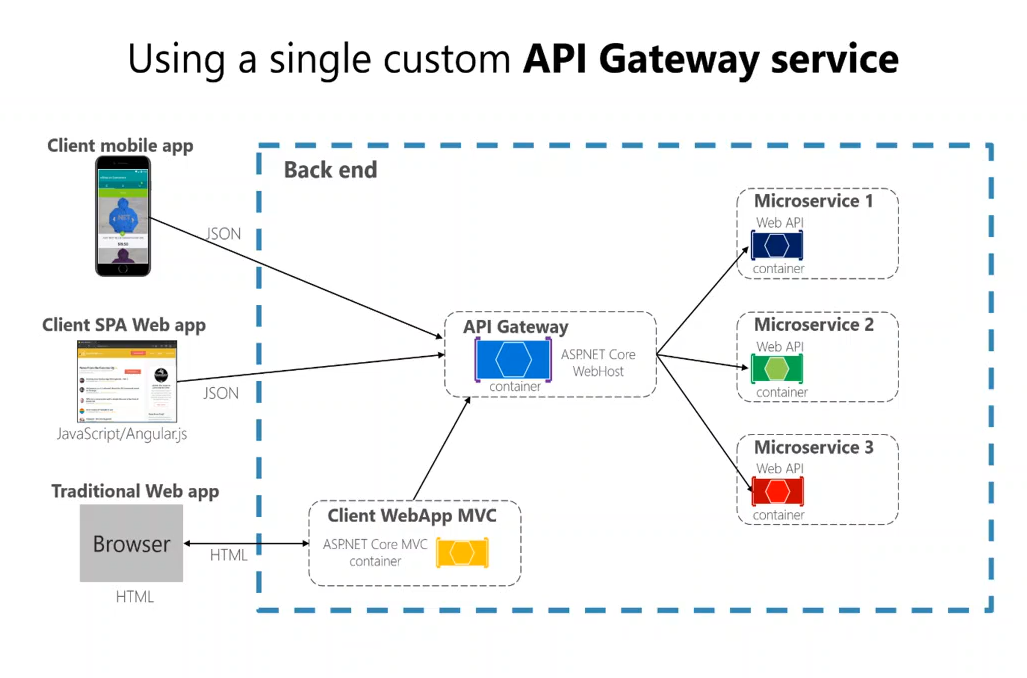 Using a single custom API Gateway service
Client mobile app
Back end
JSON
Client SPA Web app
JSON
JavaScript/Angular.js
Traditional Web app
Browser
HTML
HTML
Client WebApp MVC
ASP.NET Core MVC
container
API Gateway
ASP.NET Core
WebHost
container
Microservice 1
Web API
container
Microservice 2
Web API
container
Microservice 3
Web API
container